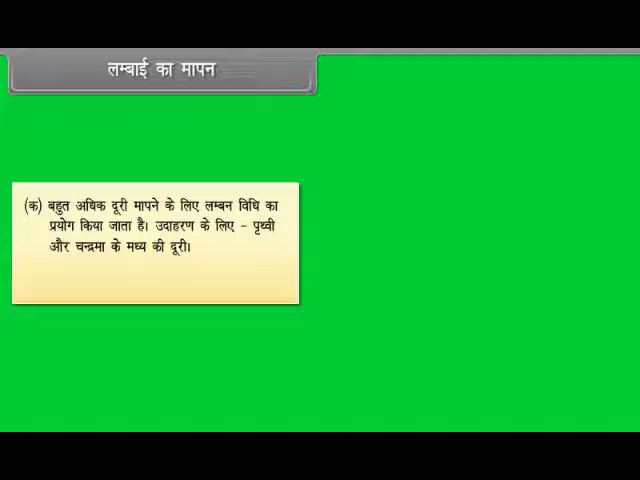 लम्बाई का मापन
(क) बहुत अधिक दूरी मापने के लिए लम्बन विधि का
प्रयोग किया जाता है। उदाहरण के लिए - पृथ्वी
और चन्द्रमा के मध्य की दूरी।